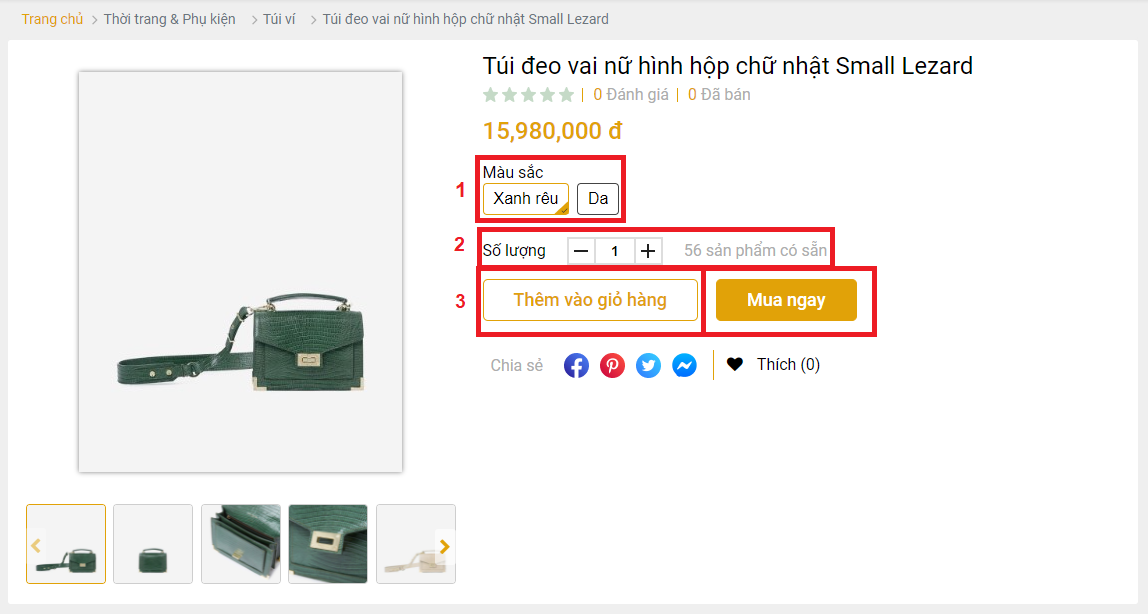 Trang chủ > Thời trang & Phụ kiện > Túi ví > Túi đeo vai nữ hình hộp chữ nhật Small Lezard
Túi đeo vai nữ hình hộp chữ nhật Small Lezard
0 Đánh giá | 0 Đã bán
15,980,000 đ
1
Màu sắc
Xanh rêu Da
2 Số lượng − 1 + 56 sản phẩm có sẵn
3 Thêm vào giỏ hàng Mua ngay
Chia sẻ Thích (0)